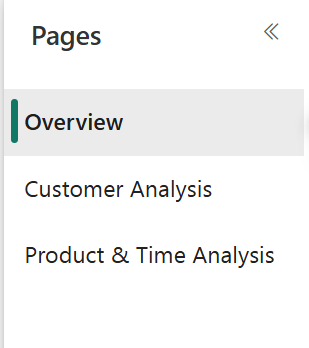 Pages
Overview
Customer Analysis
Product & Time Analysis